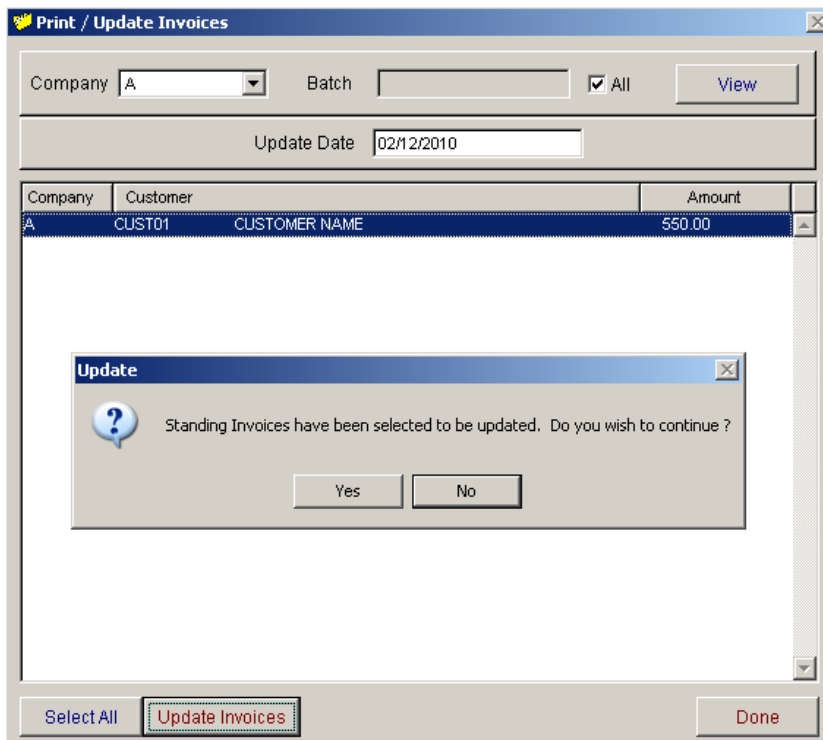 Print / Update Invoices
Company A Batch All View
Update Date 02/12/2010
Company Customer Amount
A CUST01 CUSTOMER NAME 550.00
Update
Standing Invoices have been selected to be updated. Do you wish to continue ?
Yes No
Select All Update Invoices Done